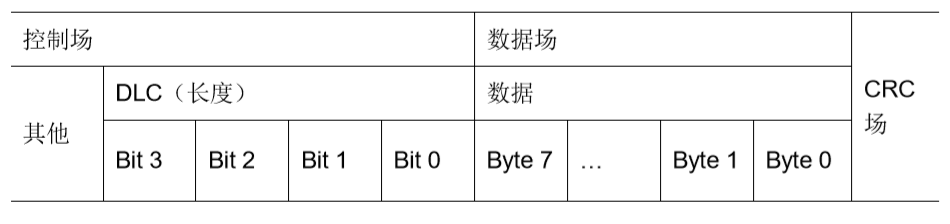 控制场
数据场
CRC
场
其他
DLC（长度）
数据
Bit 3
Bit 2
Bit 1
Bit 0
Byte 7
…
Byte 1
Byte 0